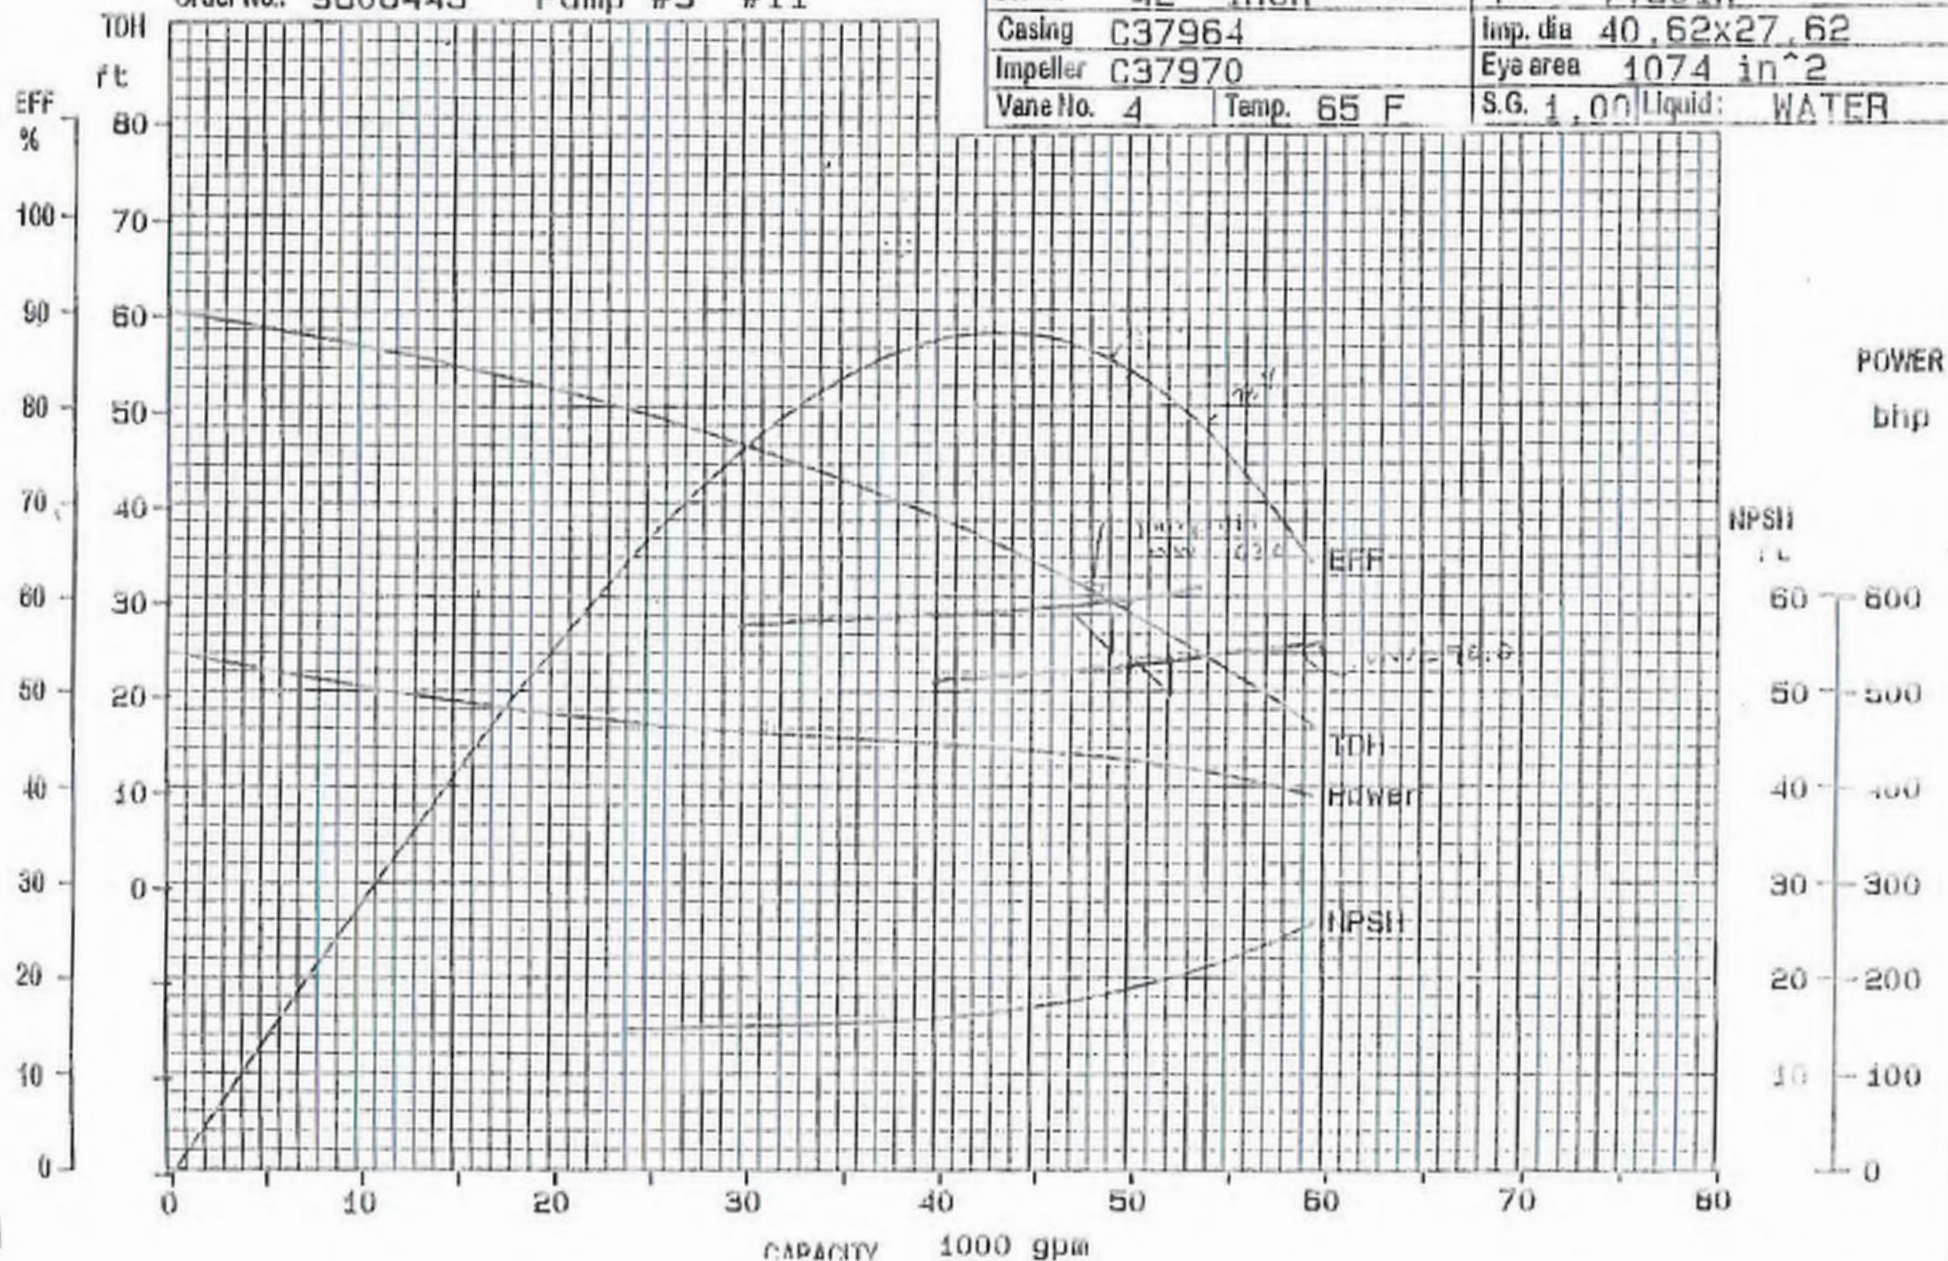 TDH
ft
EFF
%
Casing C37964
Impeller C37970
Vane No. 4
Temp. 65 F
Imp. dia 40.62x27.62
Eye area 1074 in^2
S.G. 1.00
Liquid: WATER
100
90
80
70
60
50
40
30
20
10
0
80
70
60
50
40
30
20
10
0
EFF
TDH
Power
NPSH
POWER
bhp
NPSH
60
50
40
30
20
10
600
500
300
200
100
0
0
10
20
30
40
50
60
70
80
CAPACITY 1000 gpm